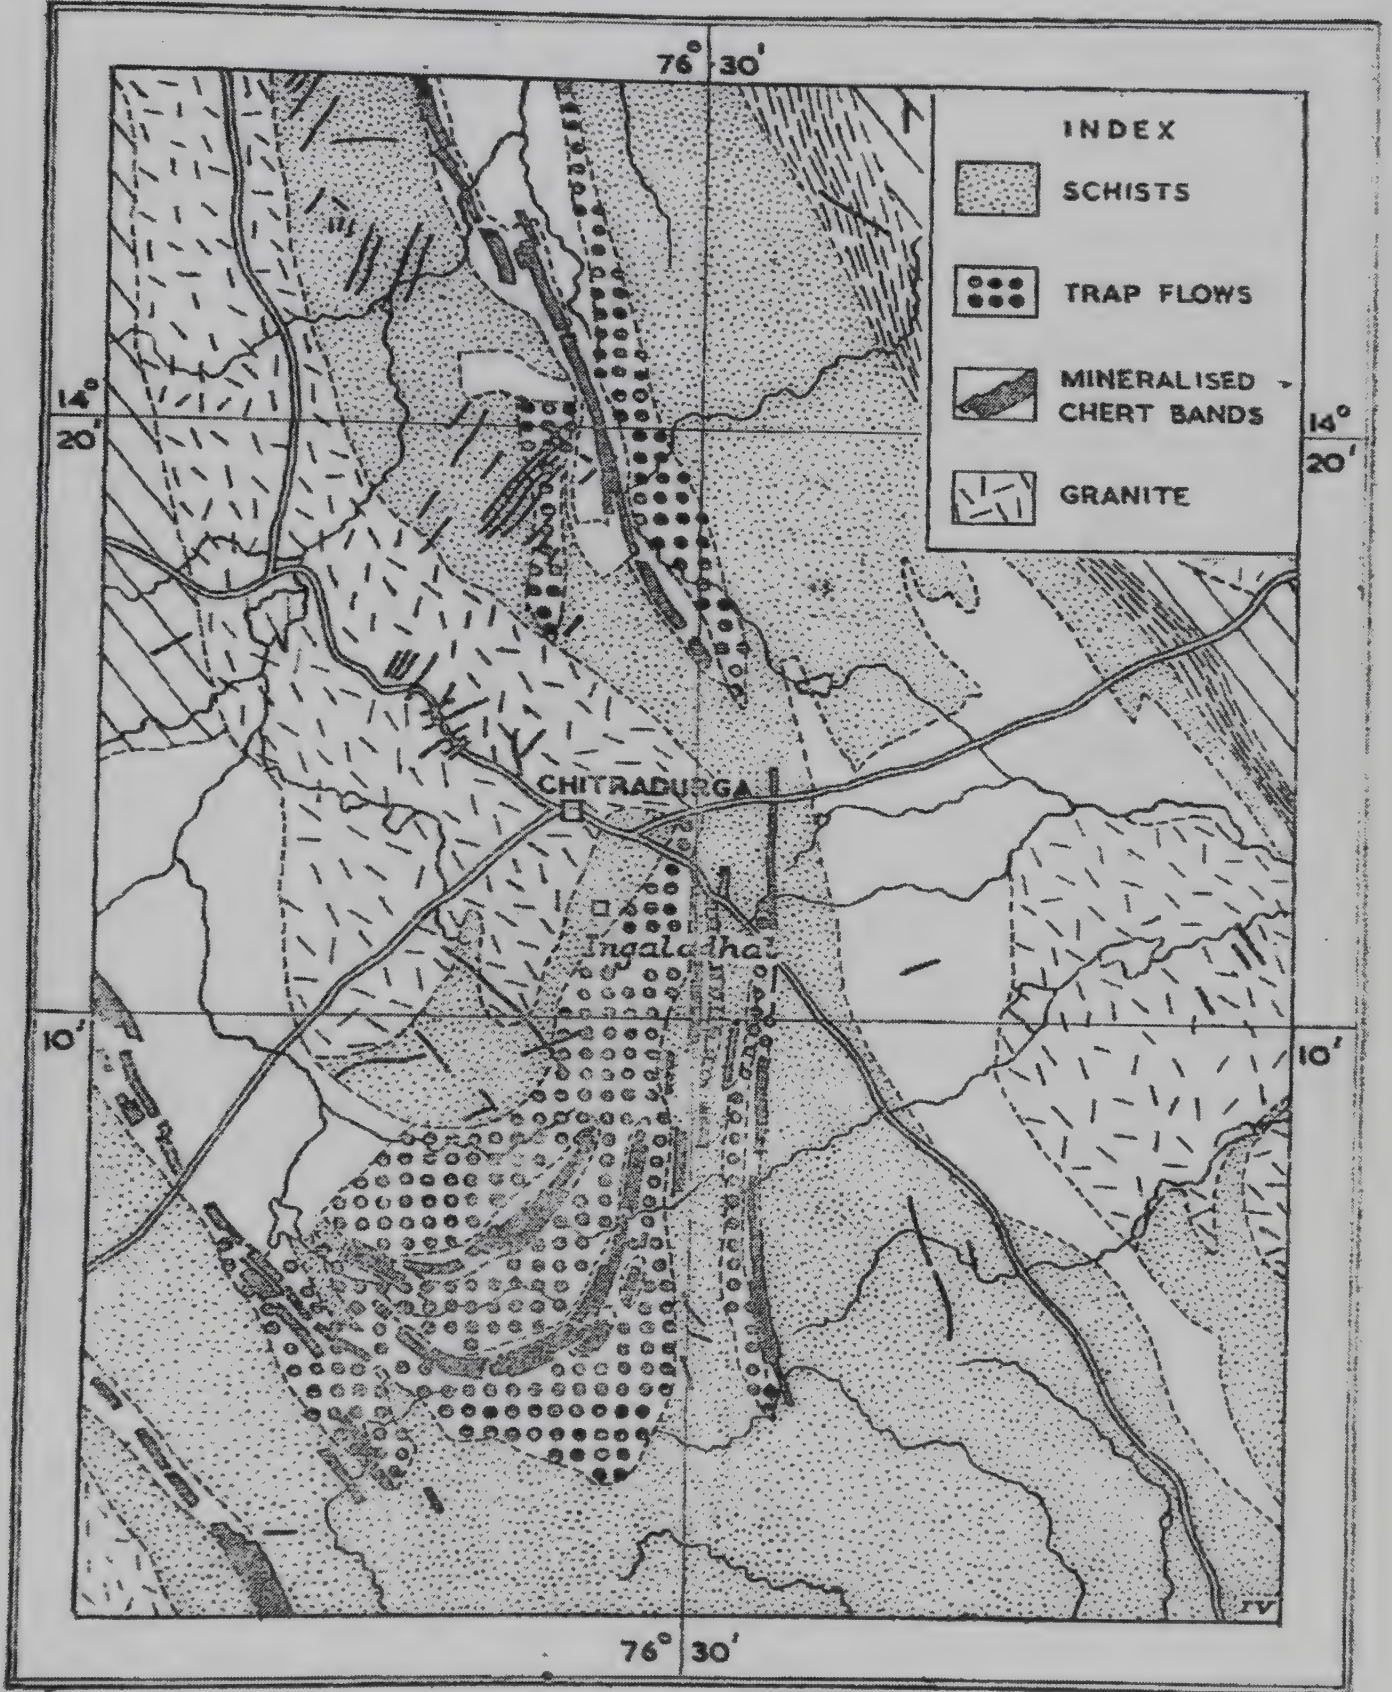 76° 30'
INDEX
SCHISTS
TRAP FLOWS
MINERALISED
CHERT BANDS
GRANITE
14°
20'
14°
20'
CHITRADURGA
Ingaladhal
10'
10'
IV
76° 30'